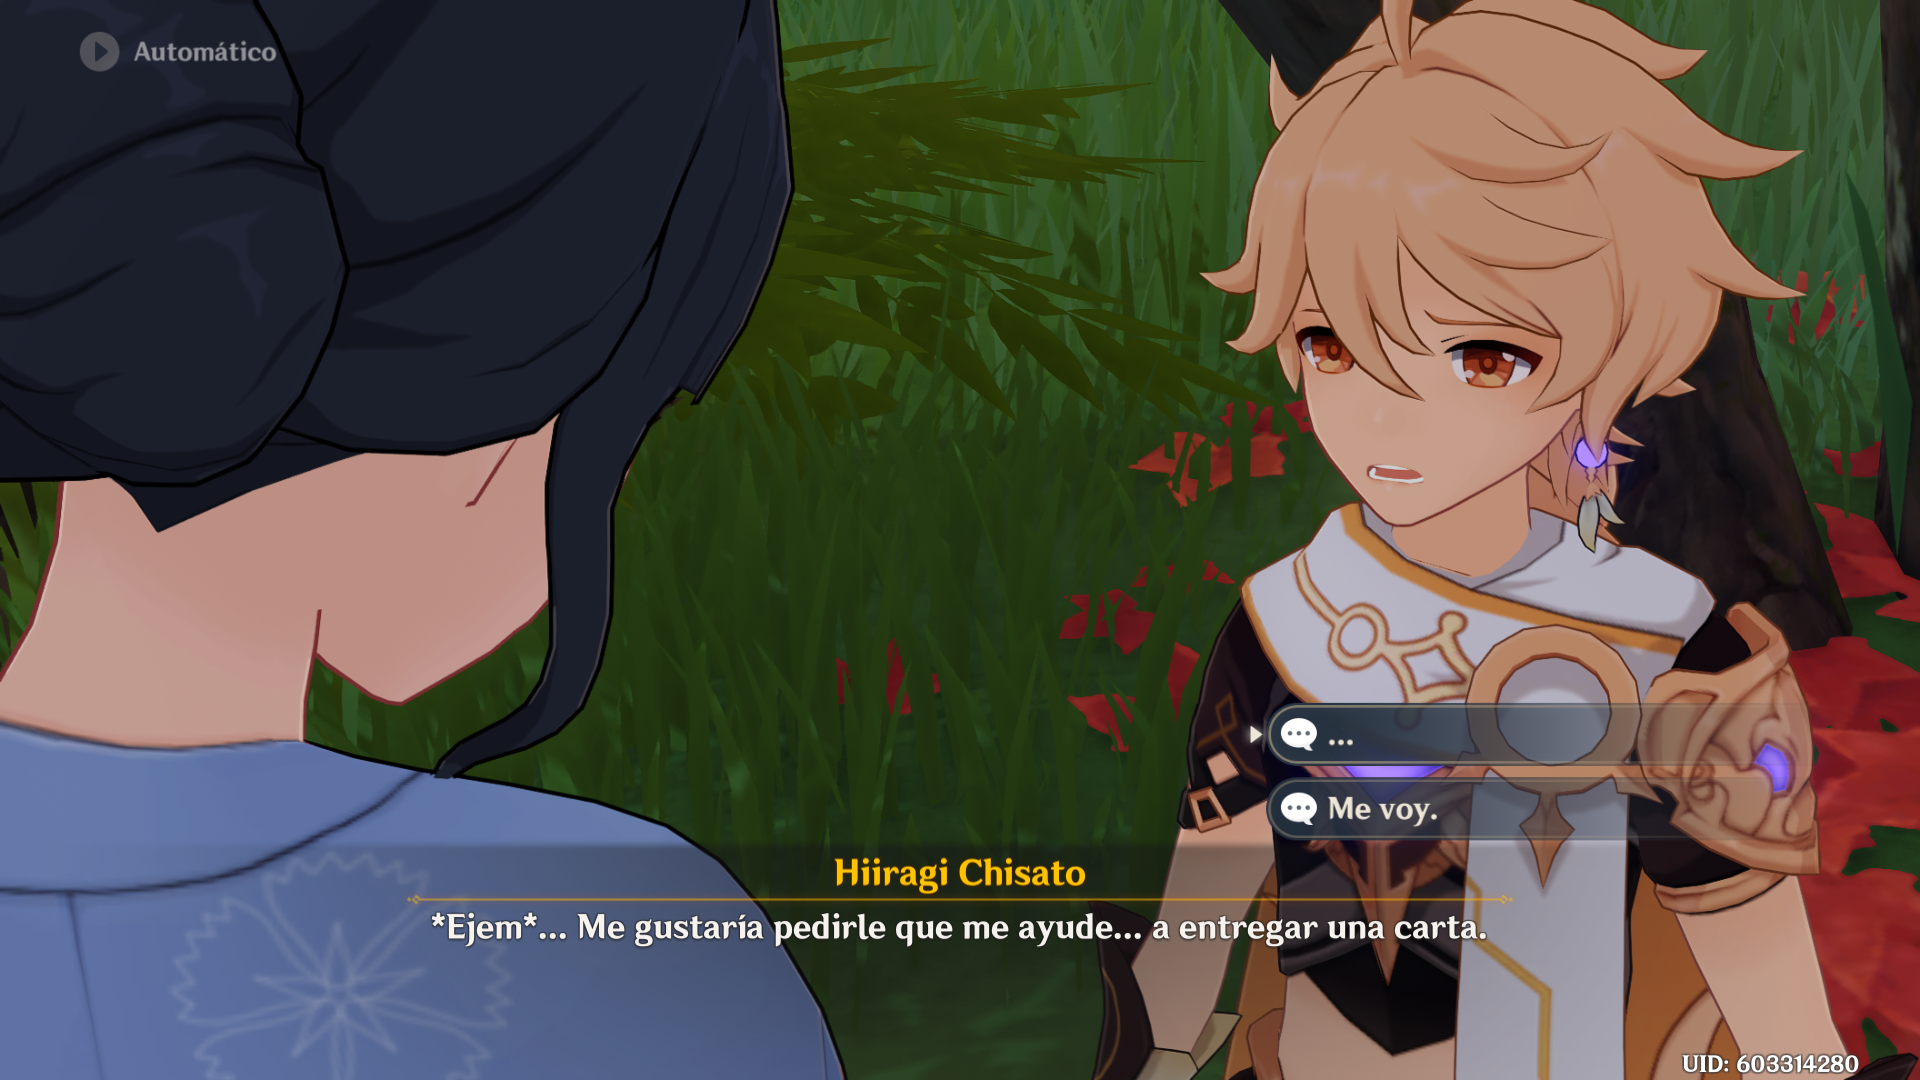 Automático
...
Me voy.
Hiiragi Chisato
*Ejem*... Me gustaría pedirle que me ayude... a entregar una carta.
UID: 603314280